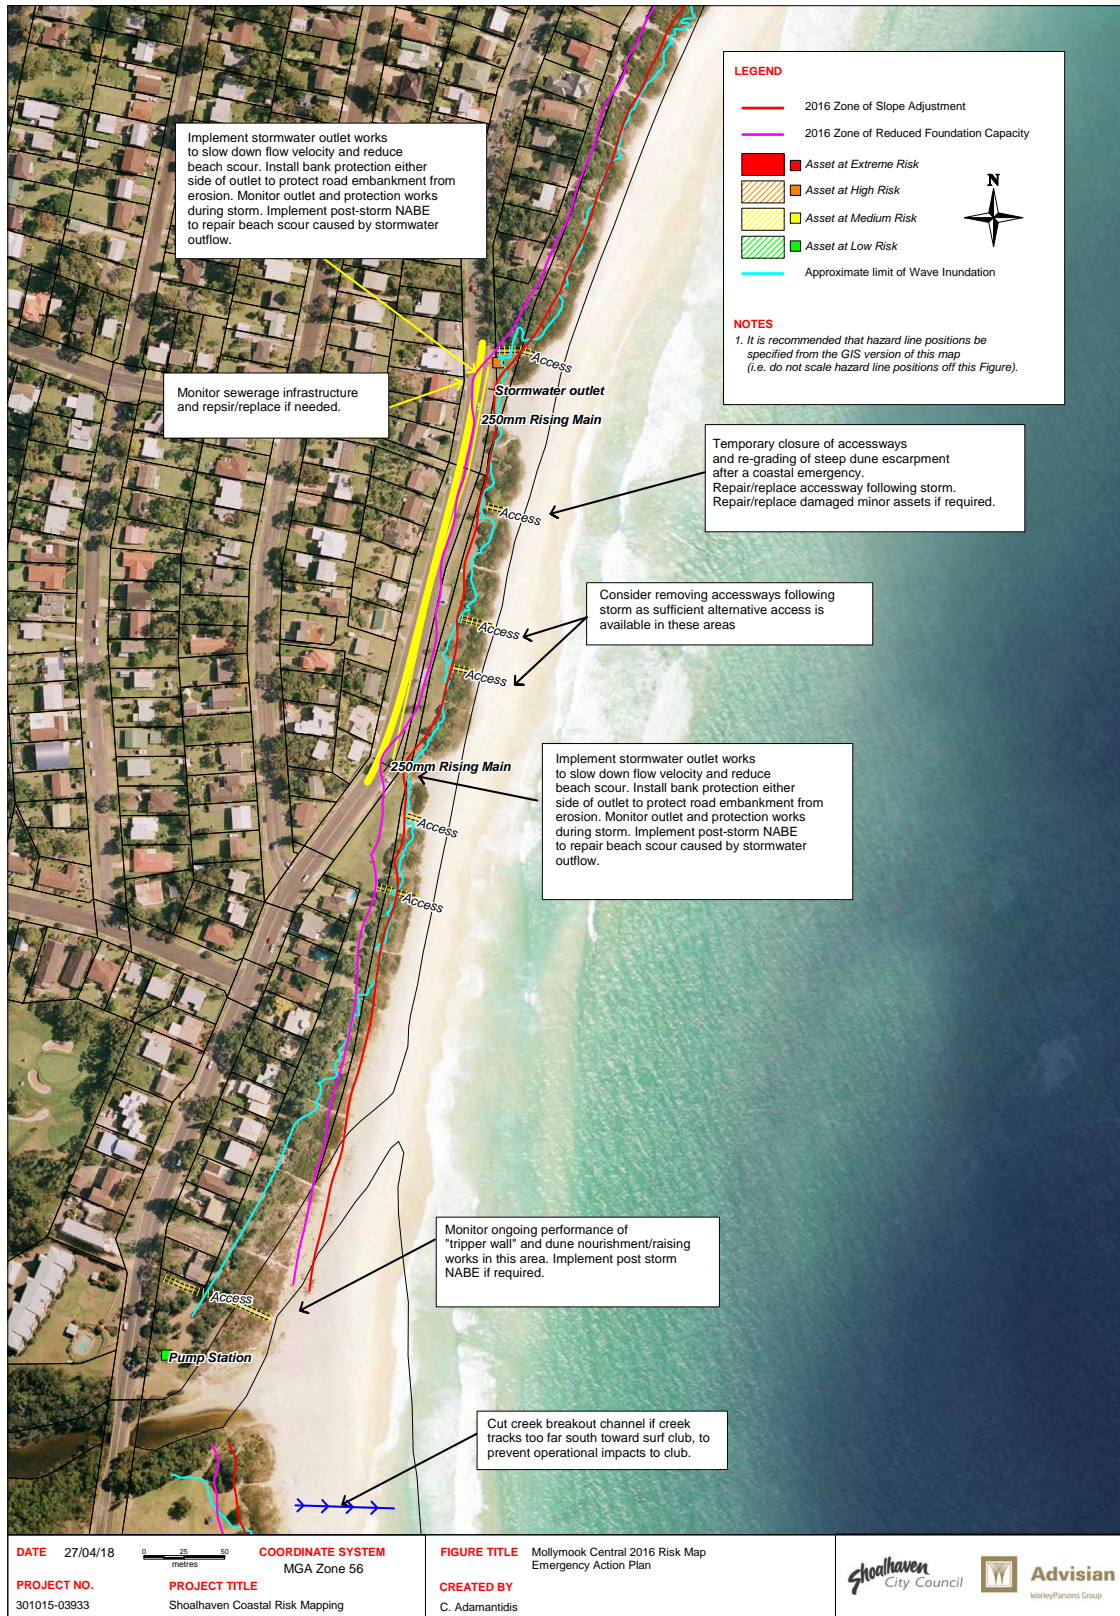 LEGEND
2016 Zone of Slope Adjustment
2016 Zone of Reduced Foundation Capacity
Asset at Extreme Risk
Asset at High Risk
Asset at Medium Risk
Asset at Low Risk
Approximate limit of Wave Inundation
N
NOTES
1. It is recommended that hazard line positions be
specified from the GIS version of this map
(i.e. do not scale hazard line positions off this Figure).
Implement stormwater outlet works
to slow down flow velocity and reduce
beach scour. Install bank protection either
side of outlet to protect road embankment from
erosion. Monitor outlet and protection works
during storm. Implement post-storm NABE
to repair beach scour caused by stormwater
outflow.
Access
Stormwater outlet
Monitor sewerage infrastructure
and repsir/replace if needed.
250mm Rising Main
Temporary closure of accessways
and re-grading of steep dune escarpment
after a coastal emergency.
Repair/replace accessway following storm.
Repair/replace damaged minor assets if required.
Access
Consider removing accessways following
storm as sufficient alternative access is
available in these areas
Access
Access
250mm Rising Main
Implement stormwater outlet works
to slow down flow velocity and reduce
beach scour. Install bank protection either
side of outlet to protect road embankment from
erosion. Monitor outlet and protection works
during storm. Implement post-storm NABE
to repair beach scour caused by stormwater
outflow.
Access
Access
Monitor ongoing performance of
"tripper wall" and dune nourishment/raising
works in this area. Implement post storm
NABE if required.
Access
Pump Station
Cut creek breakout channel if creek
tracks too far south toward surf club, to
prevent operational impacts to club.
DATE 27/04/18
0 25 50
metres
COORDINATE SYSTEM
MGA Zone 56
PROJECT NO.
301015-03933
PROJECT TITLE
Shoalhaven Coastal Risk Mapping
FIGURE TITLE Mollymook Central 2016 Risk Map
Emergency Action Plan
CREATED BY
C. Adamantidis
Shoalhaven
City Council
Advisian
WorleyParsons Group